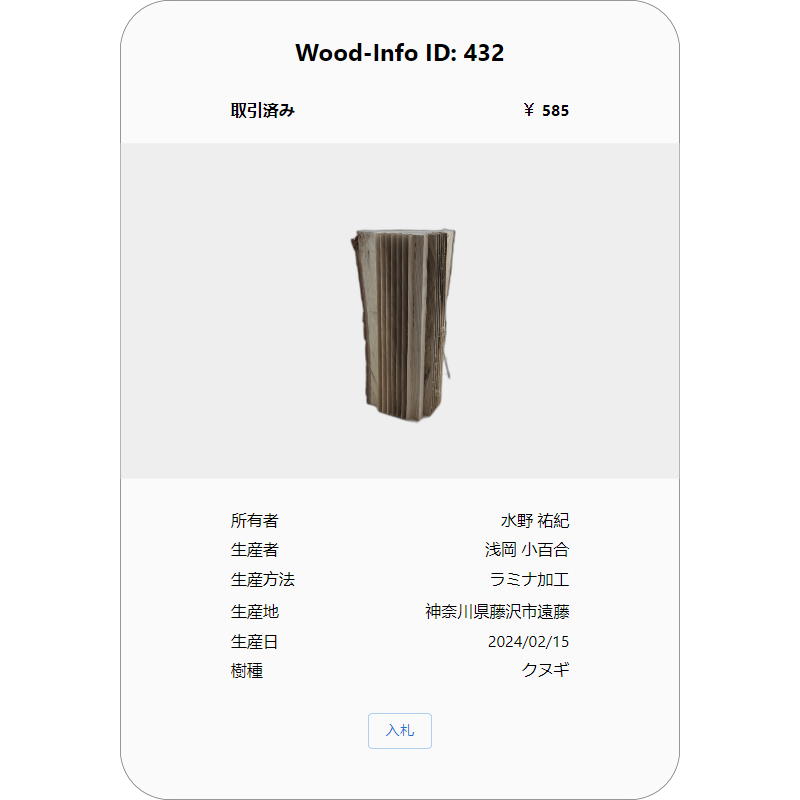 Wood-Info ID: 432
取引済み ￥ 585
所有者 水野 祐紀
生産者 浅岡 小百合
生産方法 ラミナ加工
生産地 神奈川県藤沢市遠藤
生産日 2024/02/15
樹種 クヌギ
入札